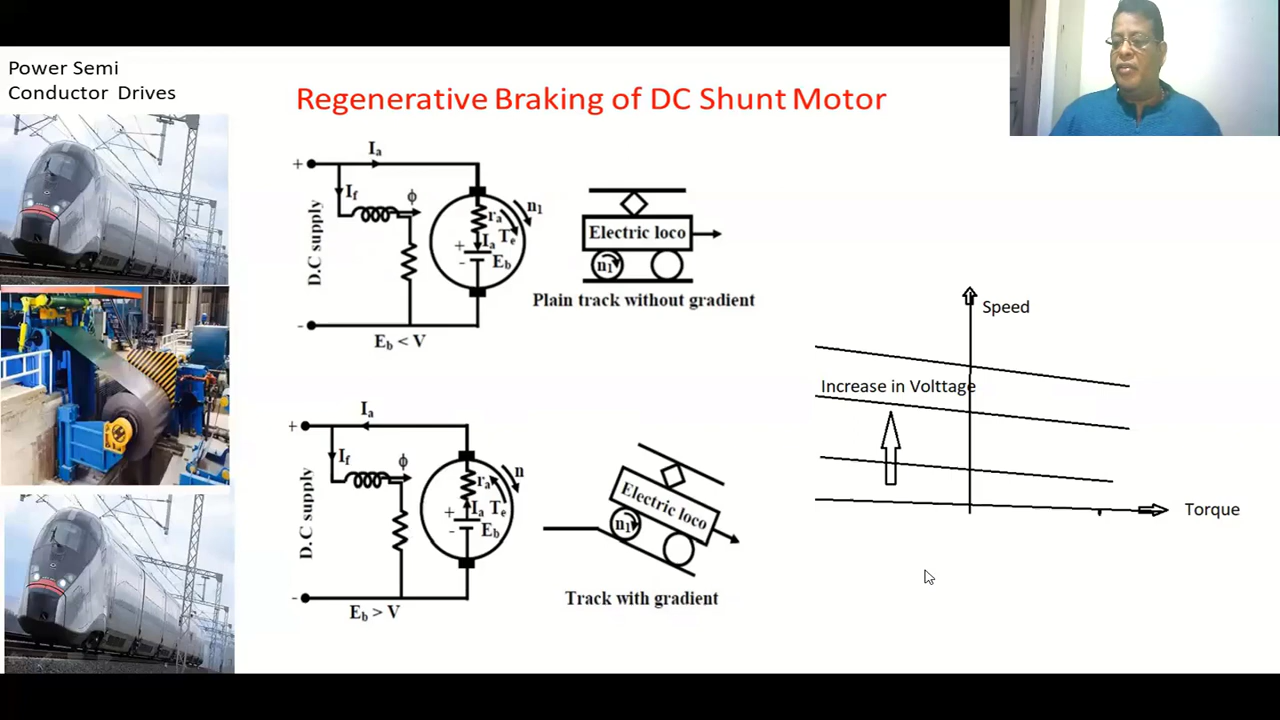 Power Semi
Conductor Drives
Regenerative Braking of DC Shunt Motor
Ia
+
If
ϕ
n1
ra
D.C supply
+
Ia
Te
-
Eb
-
Eb < V
Electric loco
n1
Plain track without gradient
Ia
+
If
ϕ
n
ra
D.C supply
+
Ia
Te
-
Eb
-
Eb > V
Electric loco
n1
Track with gradient
Speed
Increase in Volttage
Torque